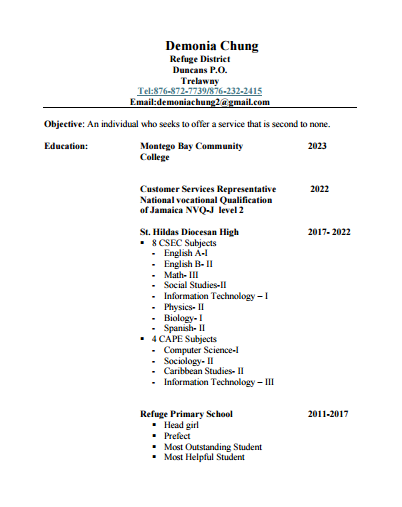 Demonia Chung
Refuge District
Duncans P.O.
Trelawny
Tel:876-872-7739/876-232-2415
Email:demoniachung2@gmail.com
Objective: An individual who seeks to offer a service that is second to none.
Education: Montego Bay Community 2023
College
Customer Services Representative 2022
National vocational Qualification
of Jamaica NVQ-J level 2
St. Hildas Diocesan High 2017- 2022
▪ 8 CSEC Subjects
- English A-I
- English B- II
- Math- III
- Social Studies-II
- Information Technology – I
- Physics- II
- Biology- I
- Spanish- II
▪ 4 CAPE Subjects
- Computer Science-I
- Sociology- II
- Caribbean Studies- II
- Information Technology – III
Refuge Primary School 2011-2017
▪ Head girl
▪ Prefect
▪ Most Outstanding Student
▪ Most Helpful Student